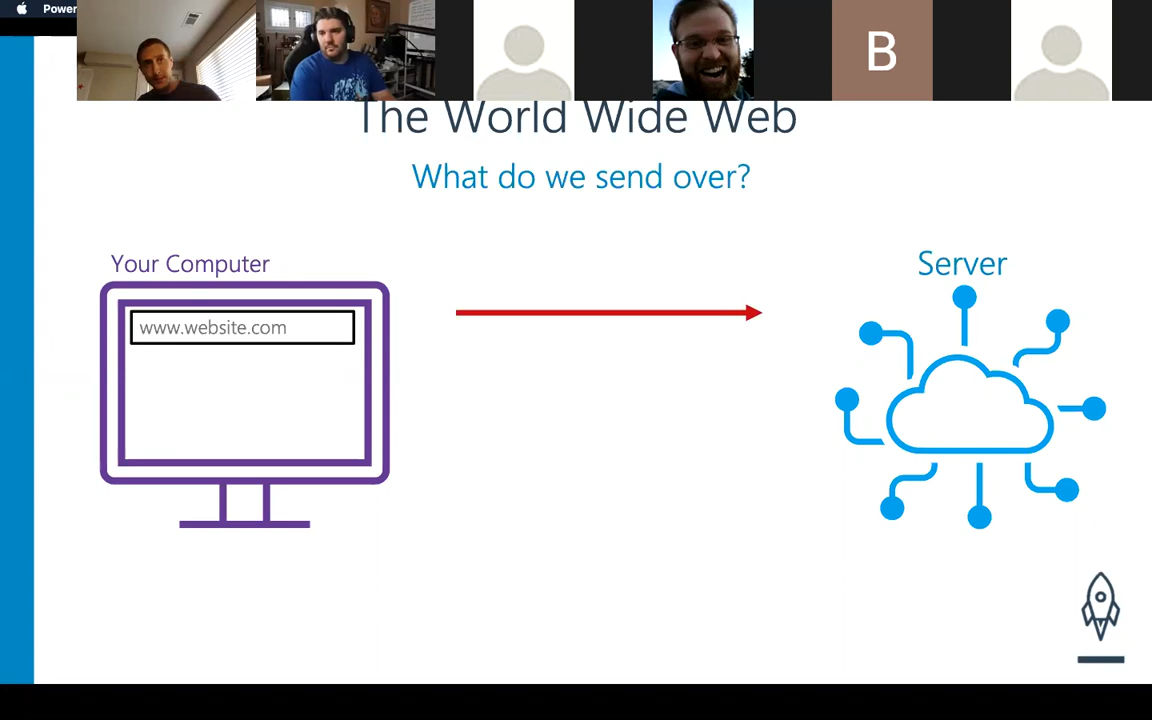 Power
B
The World Wide Web
What do we send over?
Your Computer
Server
www.website.com